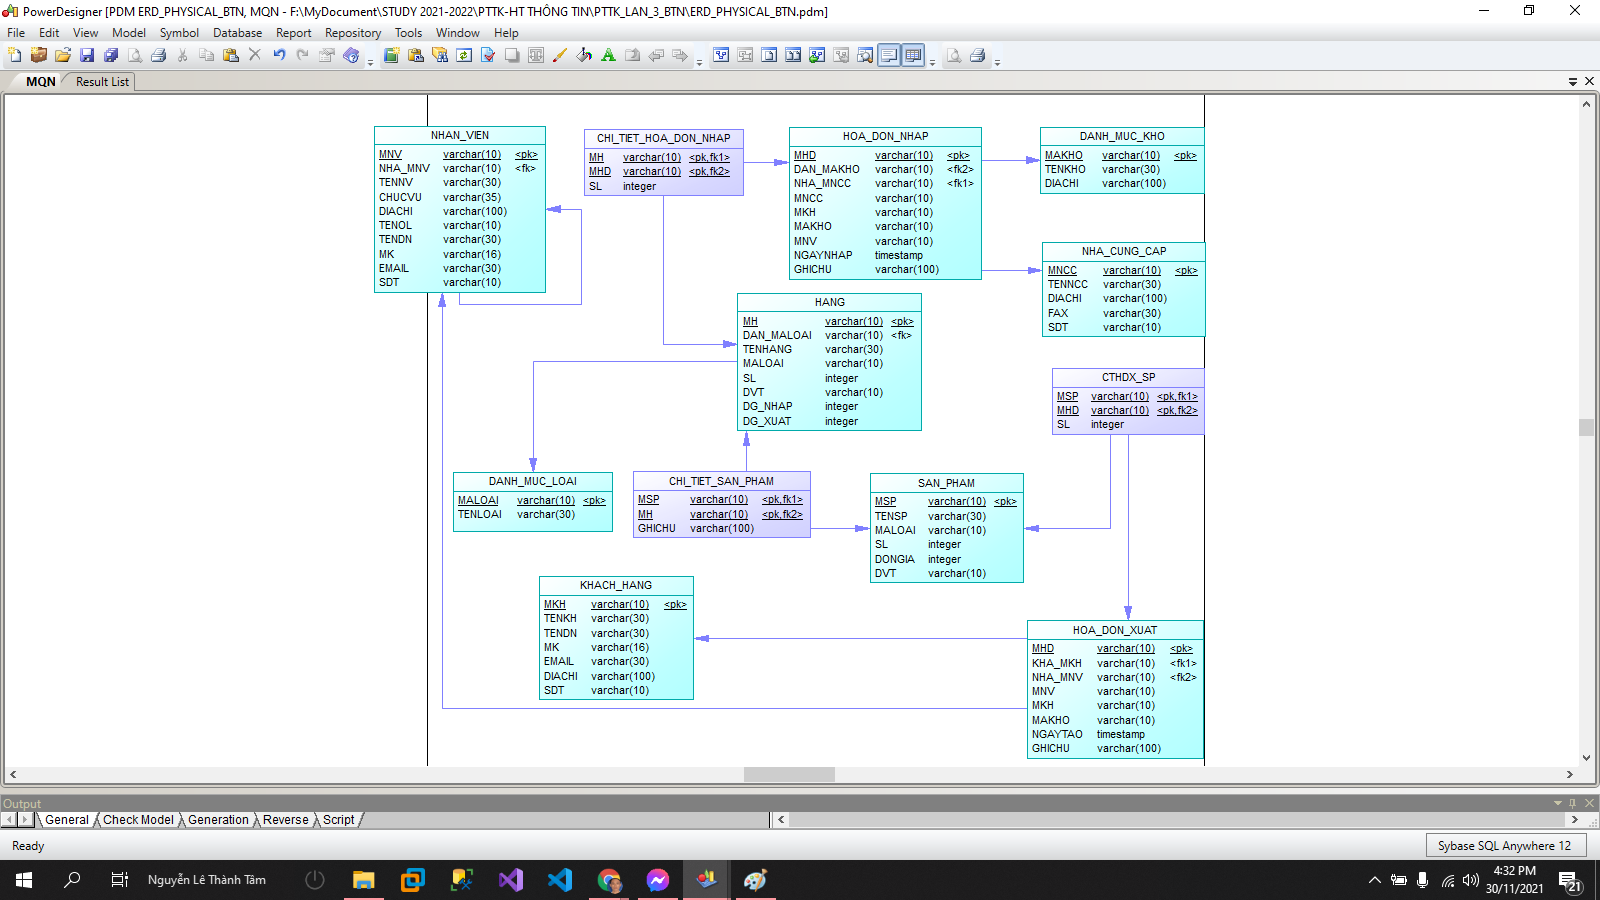 PowerDesigner [PDM ERD_PHYSICAL_BTN, MQN - F:\MyDocument\STUDY 2021-2022\PTTK-HT THÔNG TIN\PTTK_LAN_3_BTN\ERD_PHYSICAL_BTN.pdm]
File Edit View Model Symbol Database Report Repository Tools Window Help
MQN Result List
NHAN_VIEN
MNV varchar(10) <pk>
NHA_MNV varchar(10) <fk>
TENNV varchar(30)
CHUCVU varchar(35)
DIACHI varchar(100)
TENOL varchar(10)
TENDN varchar(30)
MK varchar(16)
EMAIL varchar(30)
SDT varchar(10)
CHI_TIET_HOA_DON_NHAP
MH varchar(10) <pk,fk1>
MHD varchar(10) <pk,fk2>
SL integer
HOA_DON_NHAP
MHD varchar(10) <pk>
DAN_MAKHO varchar(10) <fk2>
NHA_MNCC varchar(10) <fk1>
MNCC varchar(10)
MKH varchar(10)
MAKHO varchar(10)
MNV varchar(10)
NGAYNHAP timestamp
GHICHU varchar(100)
DANH_MUC_KHO
MAKHO varchar(10) <pk>
TENKHO varchar(30)
DIACHI varchar(100)
NHA_CUNG_CAP
MNCC varchar(10) <pk>
TENNCC varchar(30)
DIACHI varchar(100)
FAX varchar(30)
SDT varchar(10)
HANG
MH varchar(10) <pk>
DAN_MALOAI varchar(10) <fk>
TENHANG varchar(30)
MALOAI varchar(10)
SL integer
DVT varchar(10)
DG_NHAP integer
DG_XUAT integer
CTHDX_SP
MSP varchar(10) <pk,fk1>
MHD varchar(10) <pk,fk2>
SL integer
DANH_MUC_LOAI
MALOAI varchar(10) <pk>
TENLOAI varchar(30)
CHI_TIET_SAN_PHAM
MSP varchar(10) <pk,fk1>
MH varchar(10) <pk,fk2>
GHICHU varchar(100)
SAN_PHAM
MSP varchar(10) <pk>
TENSP varchar(30)
MALOAI varchar(10)
SL integer
DONGIA integer
DVT varchar(10)
KHACH_HANG
MKH varchar(10) <pk>
TENKH varchar(30)
TENDN varchar(30)
MK varchar(16)
EMAIL varchar(30)
DIACHI varchar(100)
SDT varchar(10)
HOA_DON_XUAT
MHD varchar(10) <pk>
KHA_MKH varchar(10) <fk1>
NHA_MNV varchar(10) <fk2>
MNV varchar(10)
MKH varchar(10)
MAKHO varchar(10)
NGAYTAO timestamp
GHICHU varchar(100)
Output
General Check Model Generation Reverse Script
Ready
Sybase SQL Anywhere 12
Nguyễn Lê Thành Tâm
4:32 PM
30/11/2021
21